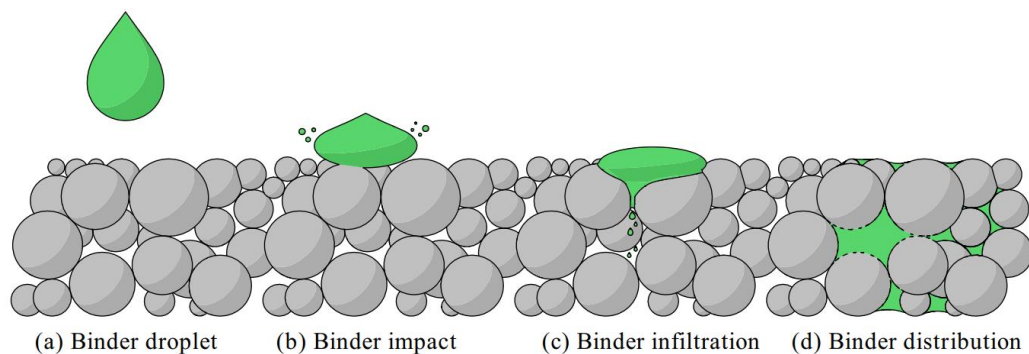 (a) Binder droplet (b) Binder impact (c) Binder infiltration (d) Binder distribution